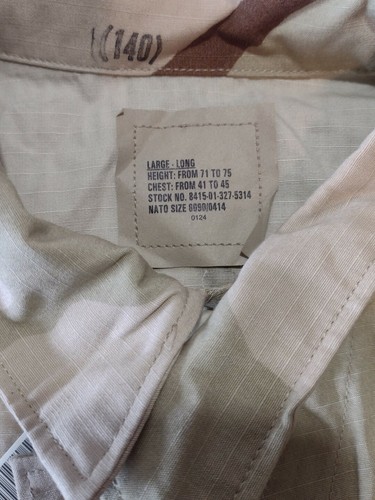 (140)
LARGE - LONG
HEIGHT: FROM 71 TO 75
CHEST: FROM 41 TO 45
STOCK NO. 8415-01-327-5314
NATO SIZE 8090/0414
0124